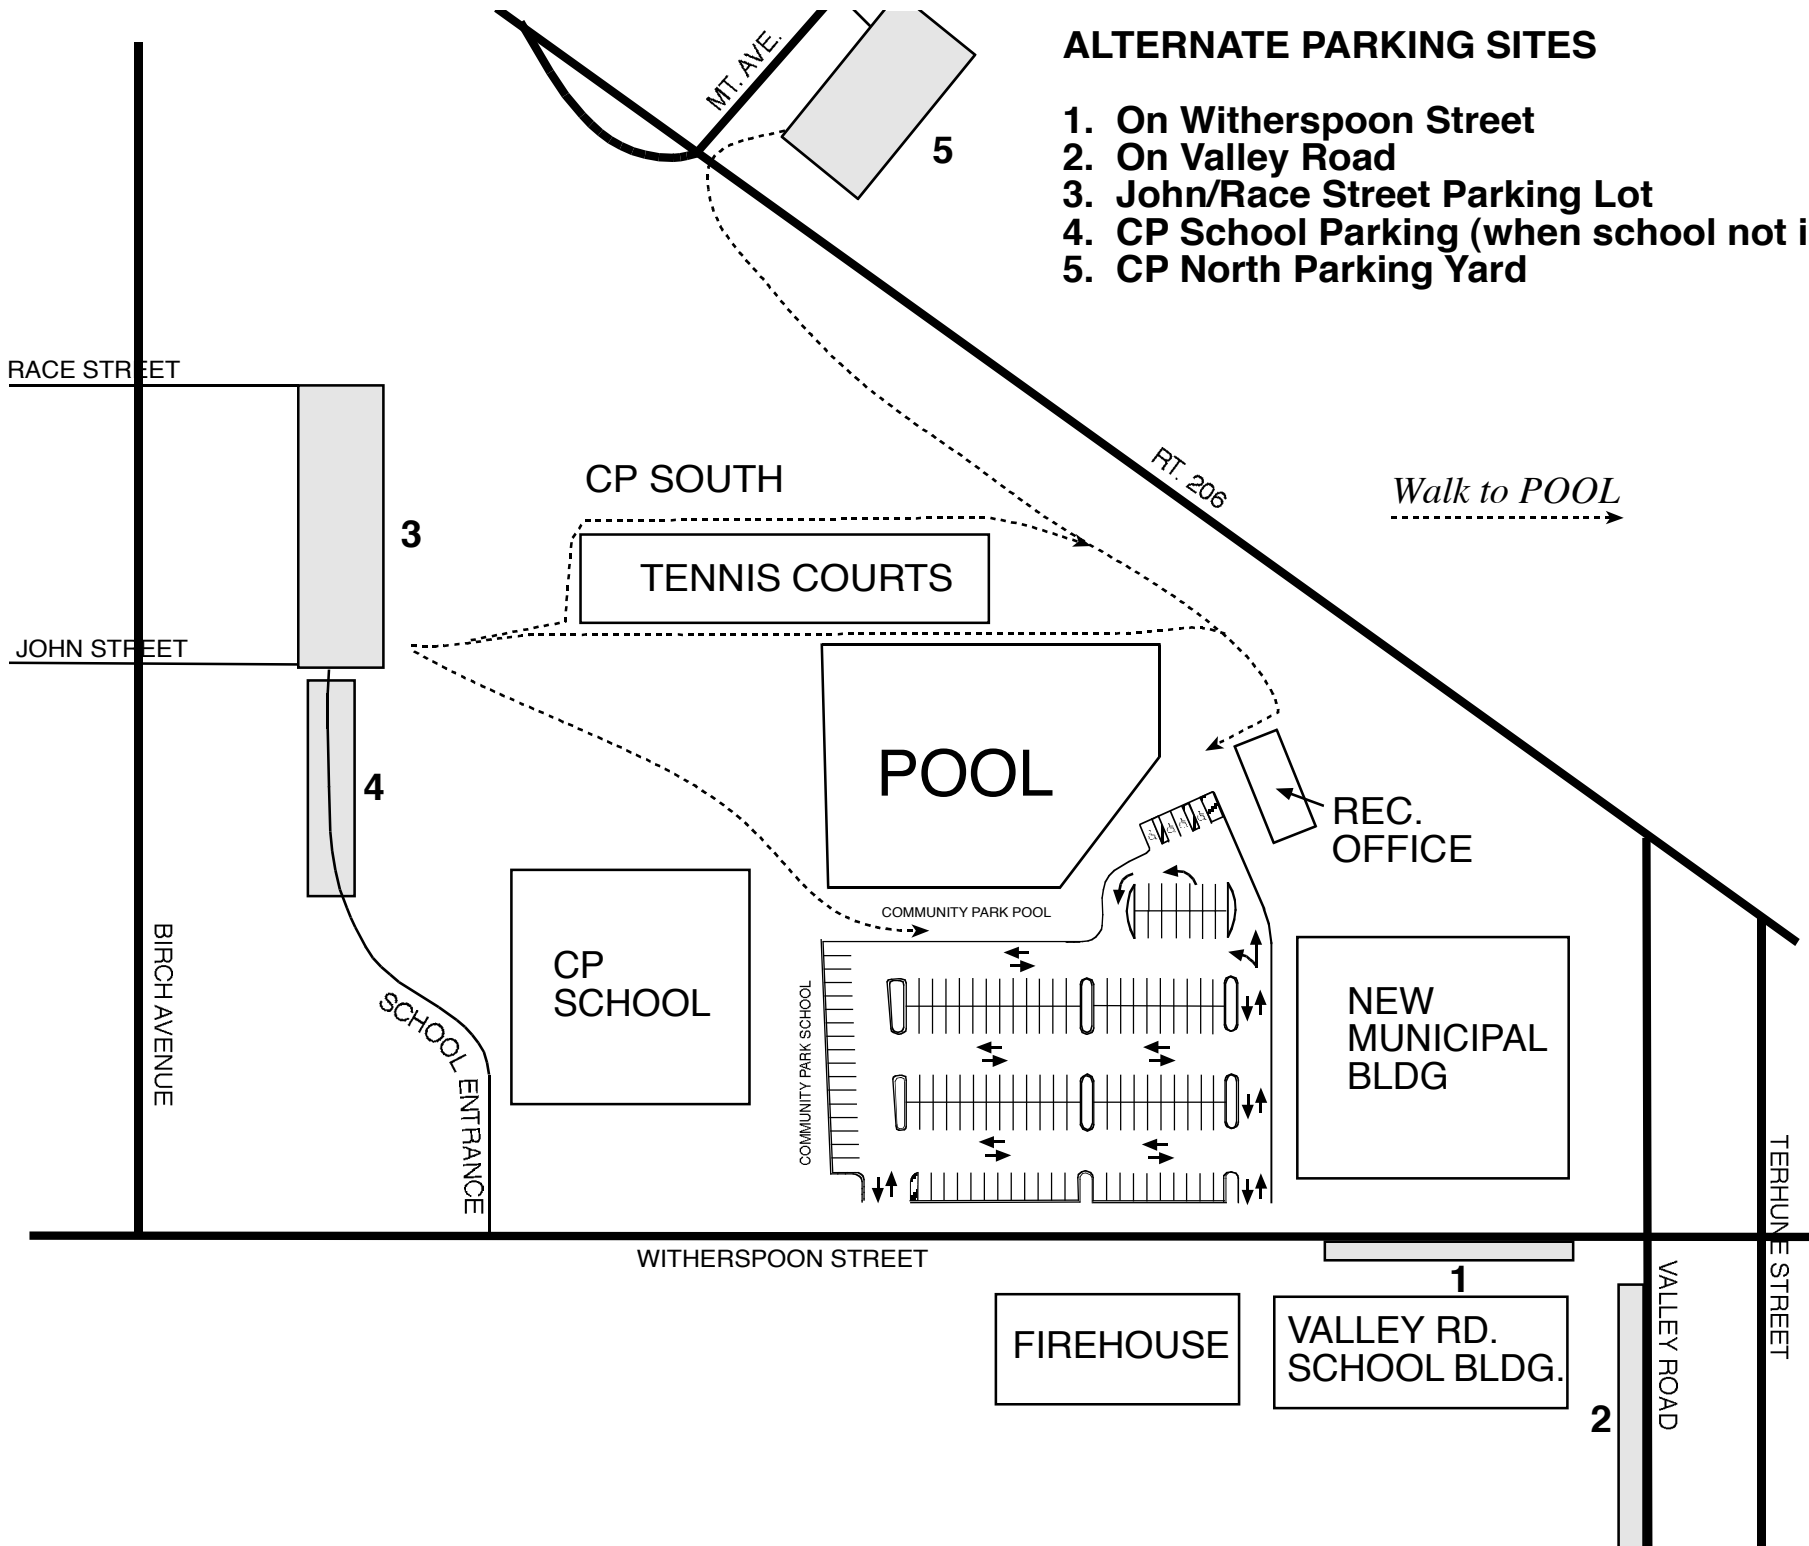 ALTERNATE PARKING SITES
1. On Witherspoon Street
2. On Valley Road
3. John/Race Street Parking Lot
4. CP School Parking (when school not i
5. CP North Parking Yard
MT. AVE.
5
RACE STREET
3
CP SOUTH
RT. 206
Walk to POOL
TENNIS COURTS
JOHN STREET
4
POOL
REC.
OFFICE
COMMUNITY PARK POOL
BIRCH AVENUE
SCHOOL ENTRANCE
CP
SCHOOL
COMMUNITY PARK SCHOOL
NEW
MUNICIPAL
BLDG
TERHUNE STREET
WITHERSPOON STREET
1
VALLEY ROAD
FIREHOUSE
VALLEY RD.
SCHOOL BLDG.
2